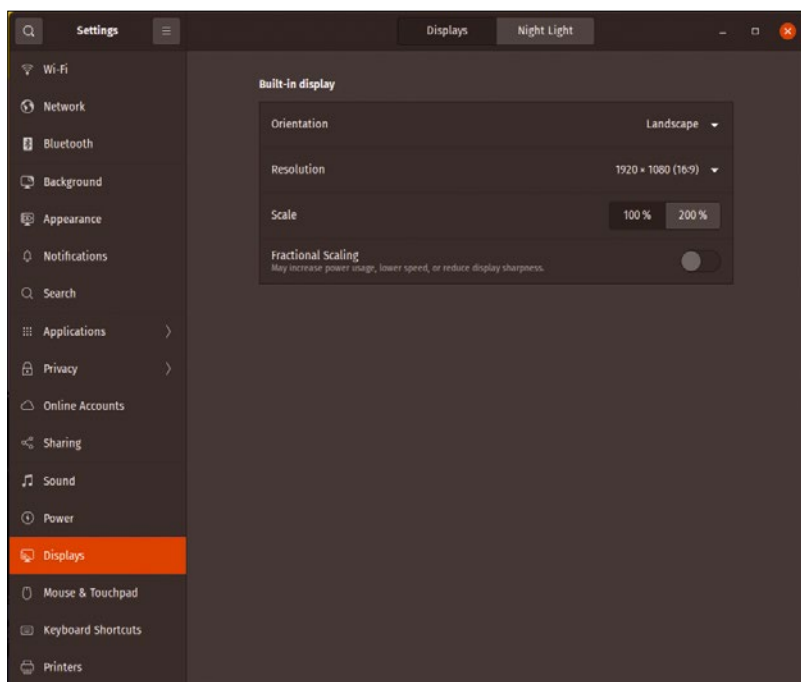 Settings
Displays
Night Light
Wi-Fi
Network
Bluetooth
Background
Appearance
Notifications
Search
Applications
Privacy
Online Accounts
Sharing
Sound
Power
Displays
Mouse & Touchpad
Keyboard Shortcuts
Printers
Built-in display
Orientation
Landscape
Resolution
1920 × 1080 (16:9)
Scale
100 %
200 %
Fractional Scaling
May increase power usage, lower speed, or reduce display sharpness.